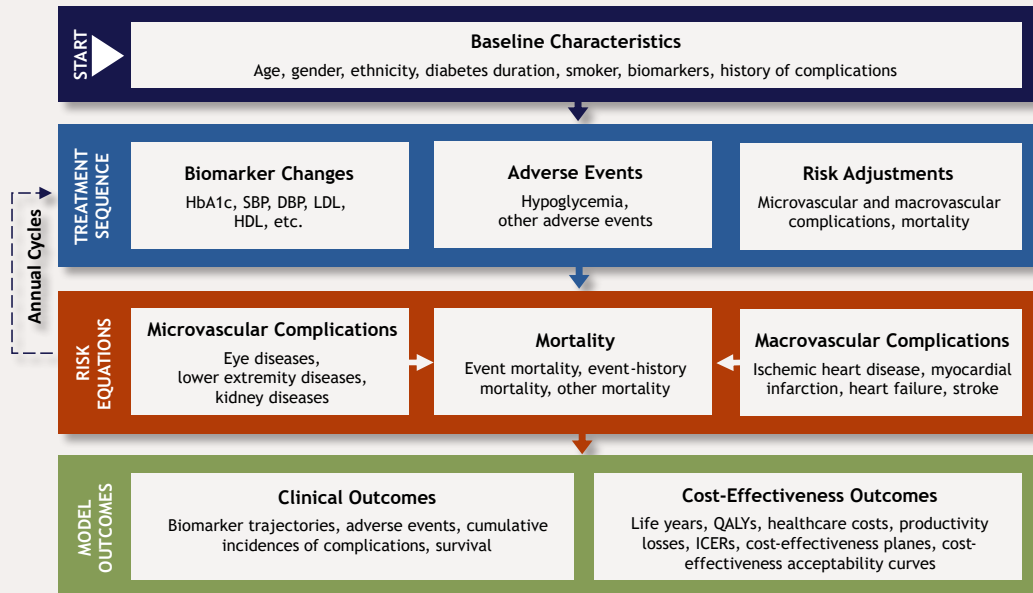 START
Baseline Characteristics
Age, gender, ethnicity, diabetes duration, smoker, biomarkers, history of complications
Annual Cycles
TREATMENT
SEQUENCE
Biomarker Changes
HbA1c, SBP, DBP, LDL,
HDL, etc.
Adverse Events
Hypoglycemia,
other adverse events
Risk Adjustments
Microvascular and macrovascular
complications, mortality
RISK
EQUATIONS
Microvascular Complications
Eye diseases,
lower extremity diseases,
kidney diseases
Mortality
Event mortality, event-history
mortality, other mortality
Macrovascular Complications
Ischemic heart disease, myocardial
infarction, heart failure, stroke
MODEL
OUTCOMES
Clinical Outcomes
Biomarker trajectories, adverse events, cumulative
incidences of complications, survival
Cost-Effectiveness Outcomes
Life years, QALYs, healthcare costs, productivity
losses, ICERs, cost-effectiveness planes, cost-
effectiveness acceptability curves